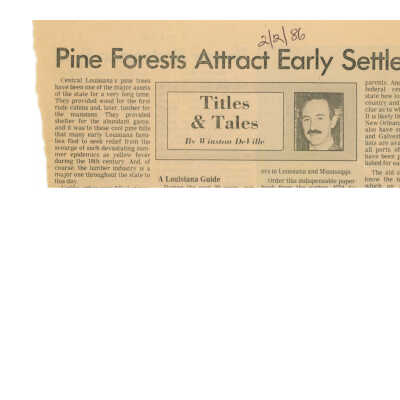 2/2/86
Pine Forests Attract Early Settle
Central Louisiana's pine trees
have been one of the major assets
of the state for a very long time.
They provided wood for the first
rude cabins and, later, lumber for
the mansions. They provided
shelter for the abundant game,
and it was to these cool pine hills
that many early Louisiana fami-
lies fled to seek relief from the
scourge of such devastating sum-
mer epidemics as yellow fever
during the 19th century. And, of
course, the lumber industry is a
major one throughout the state to
this day.
Titles
& Tales
By Winston DeVille
A Louisiana Guide
ers in Louisiana and Mississippi.
Order this indispensable paper-
parents. An
federal cen
state how lo
country and
clue as to w
It is likely th
New Orleans
also have s
and Galvest
lists are ava
all ports of
have been p
lished for ea
The aid o
know the n